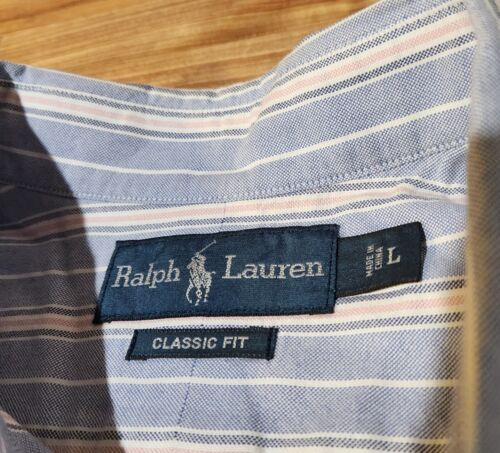 Ralph Lauren
MADE IN
CHINA
L
CLASSIC FIT